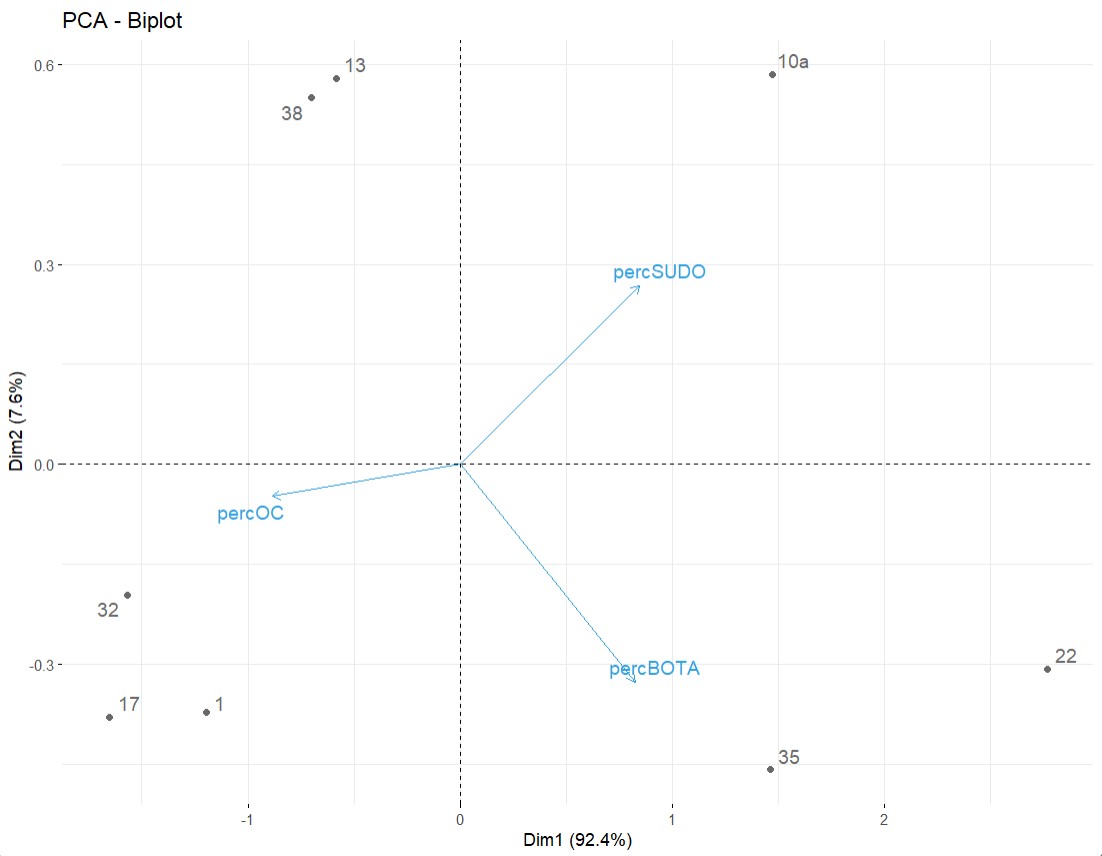 PCA - Biplot
13
10a
0.6
38
0.3
percSUDO
0.0
percOC
32
percBOTA
22
-0.3
17
1
35
-1
0
1
2
Dim1 (92.4%)
Dim2 (7.6%)